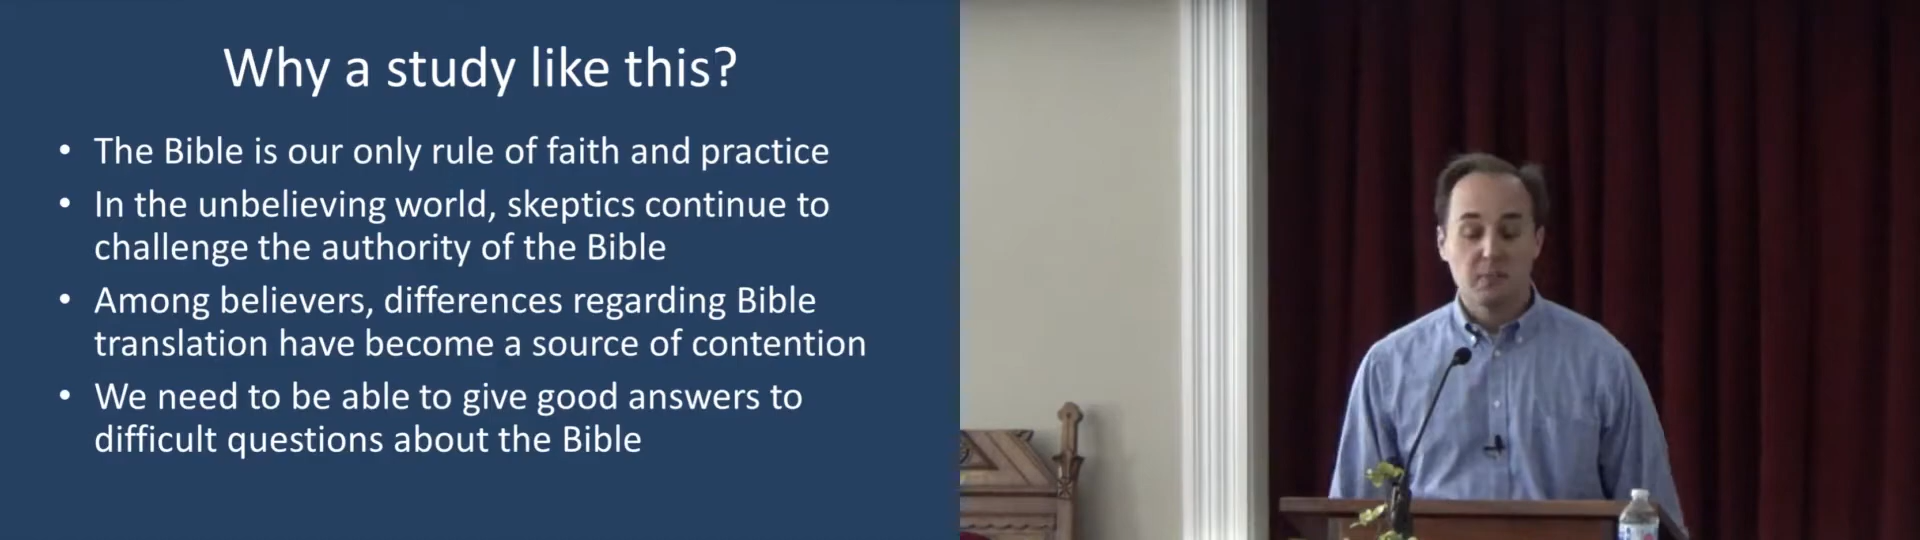 Why a study like this?
• The Bible is our only rule of faith and practice
• In the unbelieving world, skeptics continue to
challenge the authority of the Bible
• Among believers, differences regarding Bible
translation have become a source of contention
• We need to be able to give good answers to
difficult questions about the Bible